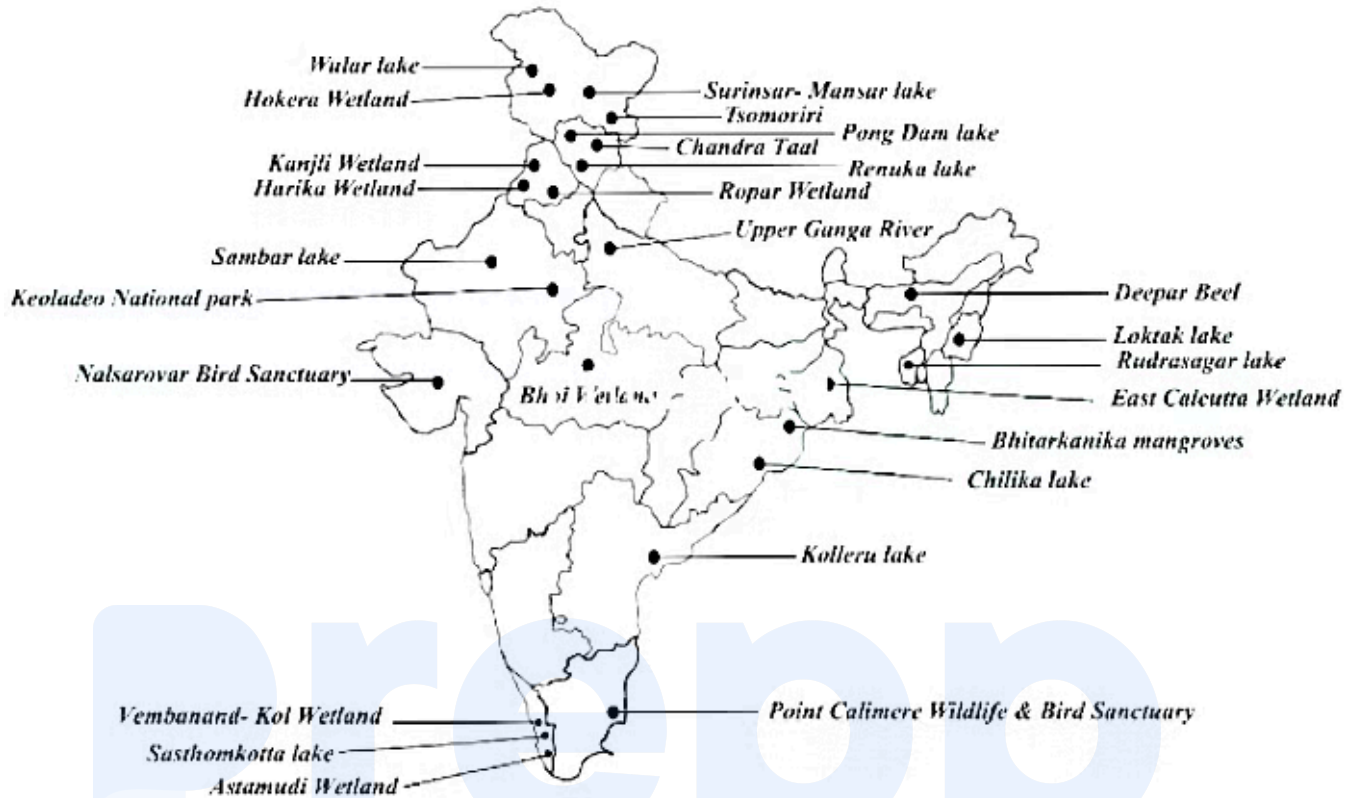 Wular lake
Hokera Wetland
Surinsar- Mansar lake
Tsomoriri
Pong Dam lake
Chandra Taal
Renuka lake
Kanjli Wetland
Harika Wetland
Ropar Wetland
Upper Ganga River
Sambar lake
Keoladeo National park
Deepar Beel
Loktak lake
Rudrasagar lake
Nalsarovar Bird Sanctuary
East Calcutta Wetland
Bhitarkanika mangroves
Chilika lake
Kolleru lake
Vembanand- Kol Wetland
Point Calimere Wildlife & Bird Sanctuary
Sasthomkotta lake
Astamudi Wetland
Prepp